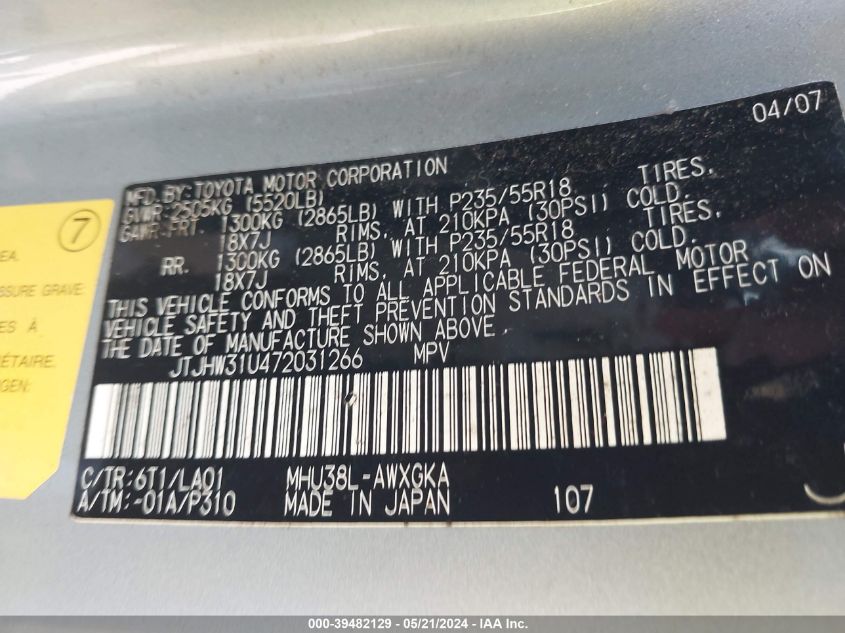 04/07
MFD. BY: TOYOTA MOTOR CORPORATION
GVWR: 2505KG (5520LB)
GAWR: FRT. 1300KG (2865LB) WITH P235/55R18 TIRES,
18X7J RIMS, AT 210KPA (30PSI) COLD.
RR. 1300KG (2865LB) WITH P235/55R18 TIRES,
18X7J RIMS, AT 210KPA (30PSI) COLD.
THIS VEHICLE CONFORMS TO ALL APPLICABLE FEDERAL MOTOR
VEHICLE SAFETY AND THEFT PREVENTION STANDARDS IN EFFECT ON
THE DATE OF MANUFACTURE SHOWN ABOVE.
JTJHW31U472031266 MPV
C/TR: 6T1/LA01 MHU38L-AWXGKA
A/TM: -01A/P310 MADE IN JAPAN 107
7
EA.
SSURE GRAVE
ES À
IÉTAIRE.
NGEN:
000-39482129 - 05/21/2024 - IAA Inc.